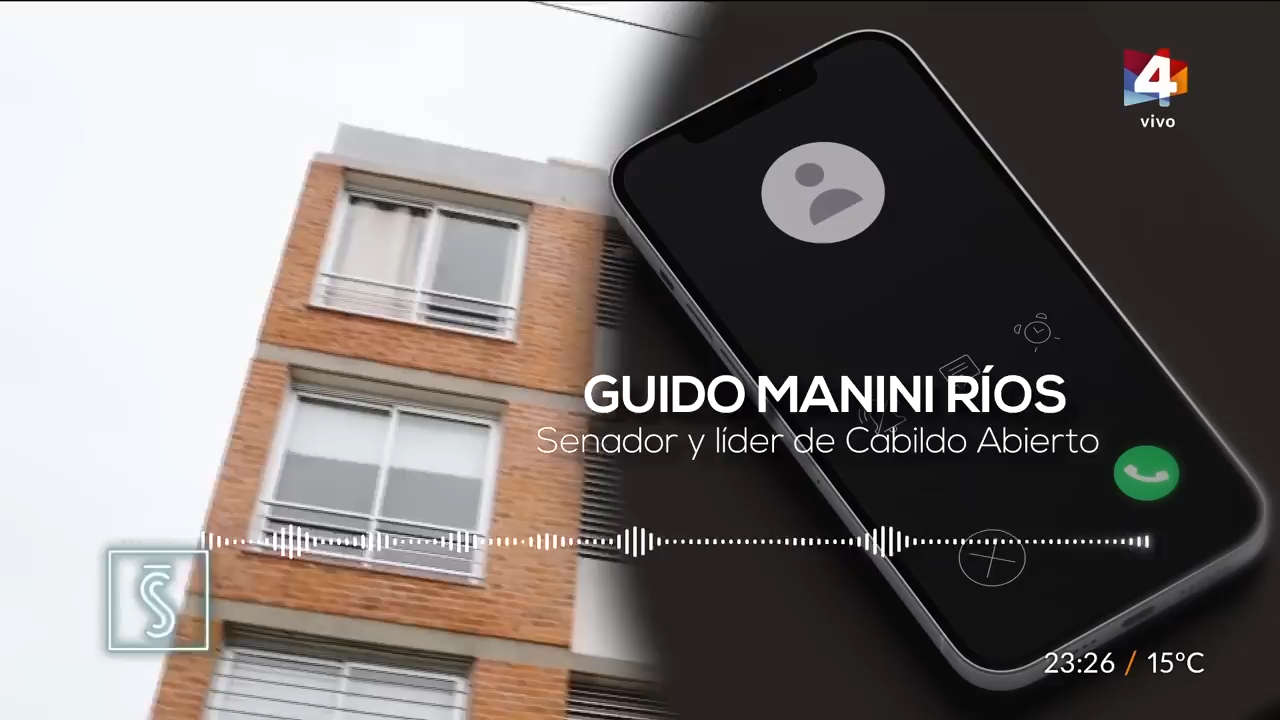 4
vivo
GUIDO MANINI RÍOS
Senador y líder de Cabildo Abierto
S
23:26 / 15°C